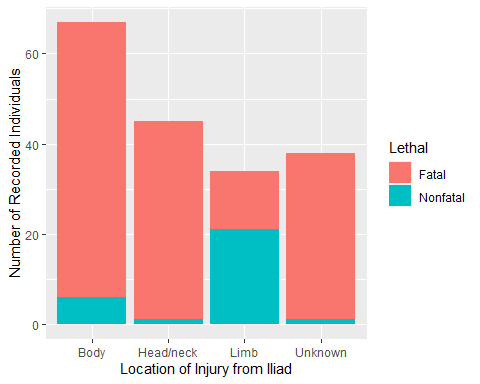 Number of Recorded Individuals
60
40
20
0
Body Head/neck Limb Unknown
Location of Injury from Iliad
Lethal
Fatal
Nonfatal